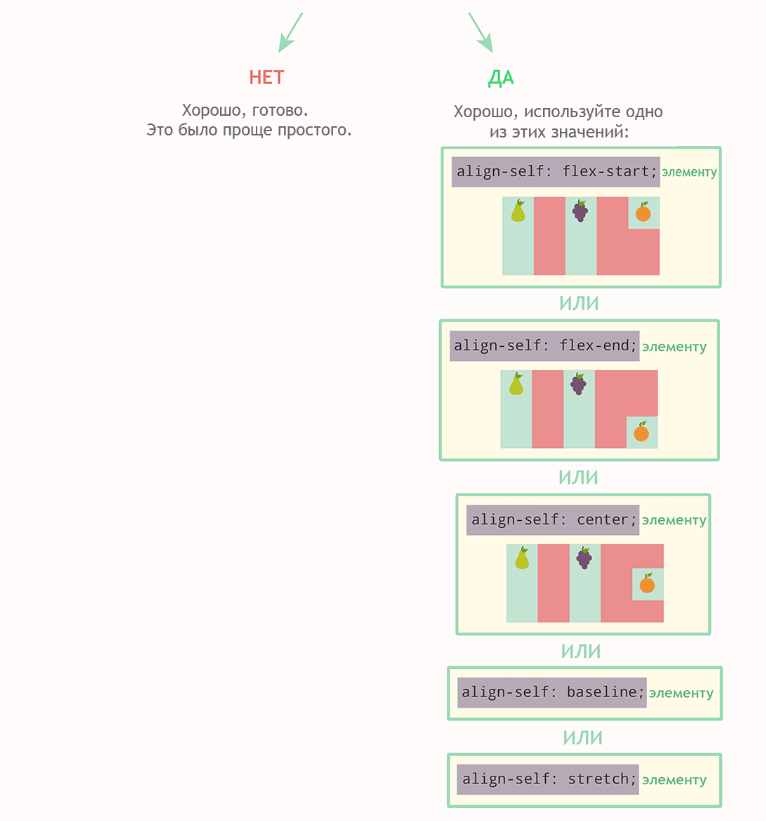 НЕТ
Хорошо, готово.
Это было проще простого.
ДА
Хорошо, используйте одно
из этих значений:
align-self: flex-start; элементу
ИЛИ
align-self: flex-end; элементу
ИЛИ
align-self: center; элементу
ИЛИ
align-self: baseline; элементу
ИЛИ
align-self: stretch; элементу